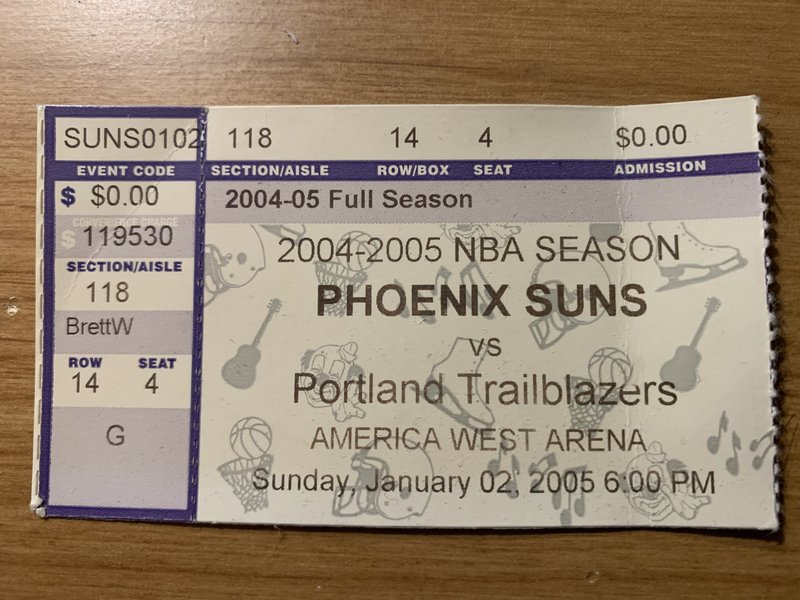 SUNS0102
EVENT CODE
$ $0.00
CONVENIENCE CHARGE
$ 119530
SECTION/AISLE
118
BrettW
ROW SEAT
14 4
G
118 14 4 $0.00
SECTION/AISLE ROW/BOX SEAT ADMISSION
2004-05 Full Season
2004-2005 NBA SEASON
PHOENIX SUNS
vs
Portland Trailblazers
AMERICA WEST ARENA
Sunday, January 02, 2005 6:00 PM